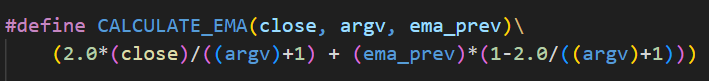 #define CALCULATE_EMA(close, argv, ema_prev)\
(2.0*(close)/((argv)+1) + (ema_prev)*(1-2.0/((argv)+1)))